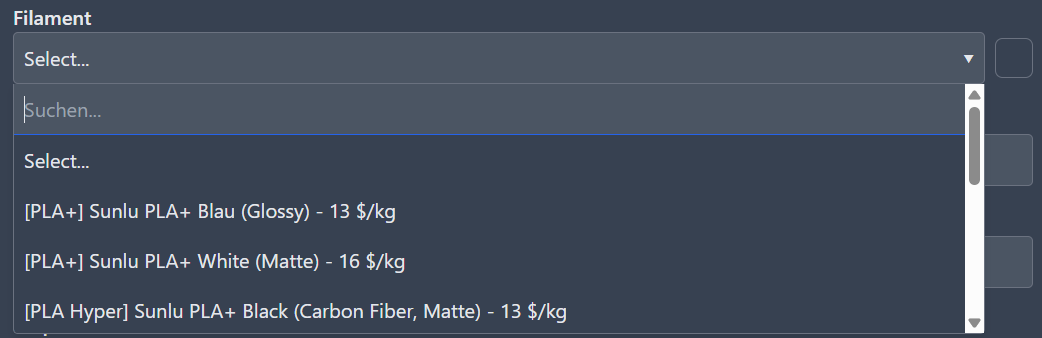 Filament
Select...
Suchen...
Select...
[PLA+] Sunlu PLA+ Blau (Glossy) - 13 $/kg
[PLA+] Sunlu PLA+ White (Matte) - 16 $/kg
[PLA Hyper] Sunlu PLA+ Black (Carbon Fiber, Matte) - 13 $/kg